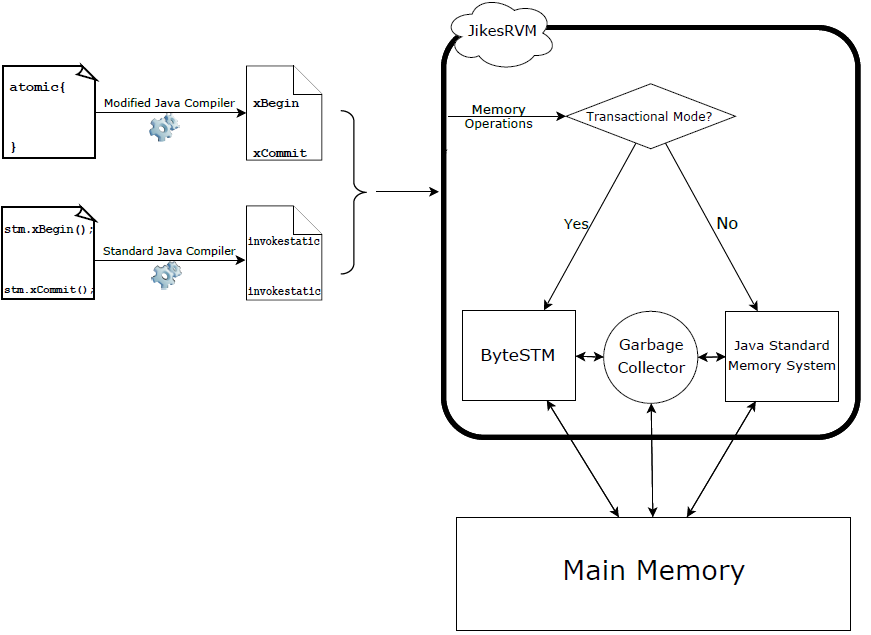 JikesRVM
atomic{
}
Modified Java Compiler
xBegin
xCommit
stm.xBegin();
stm.xCommit();
Standard Java Compiler
invokestatic
invokestatic
Memory
Operations
Transactional Mode?
Yes
No
ByteSTM
Garbage
Collector
Java Standard
Memory System
Main Memory